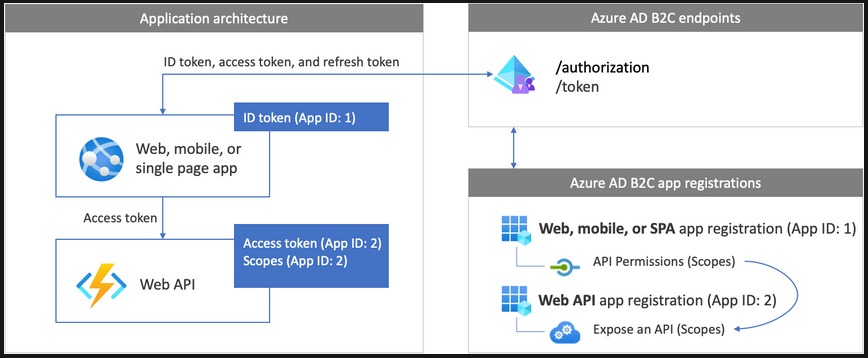 Application architecture
ID token, access token, and refresh token
ID token (App ID: 1)
Web, mobile, or
single page app
Access token
Access token (App ID: 2)
Scopes (App ID: 2)
Web API
Azure AD B2C endpoints
/authorization
/token
Azure AD B2C app registrations
Web, mobile, or SPA app registration (App ID: 1)
API Permissions (Scopes)
Web API app registration (App ID: 2)
Expose an API (Scopes)